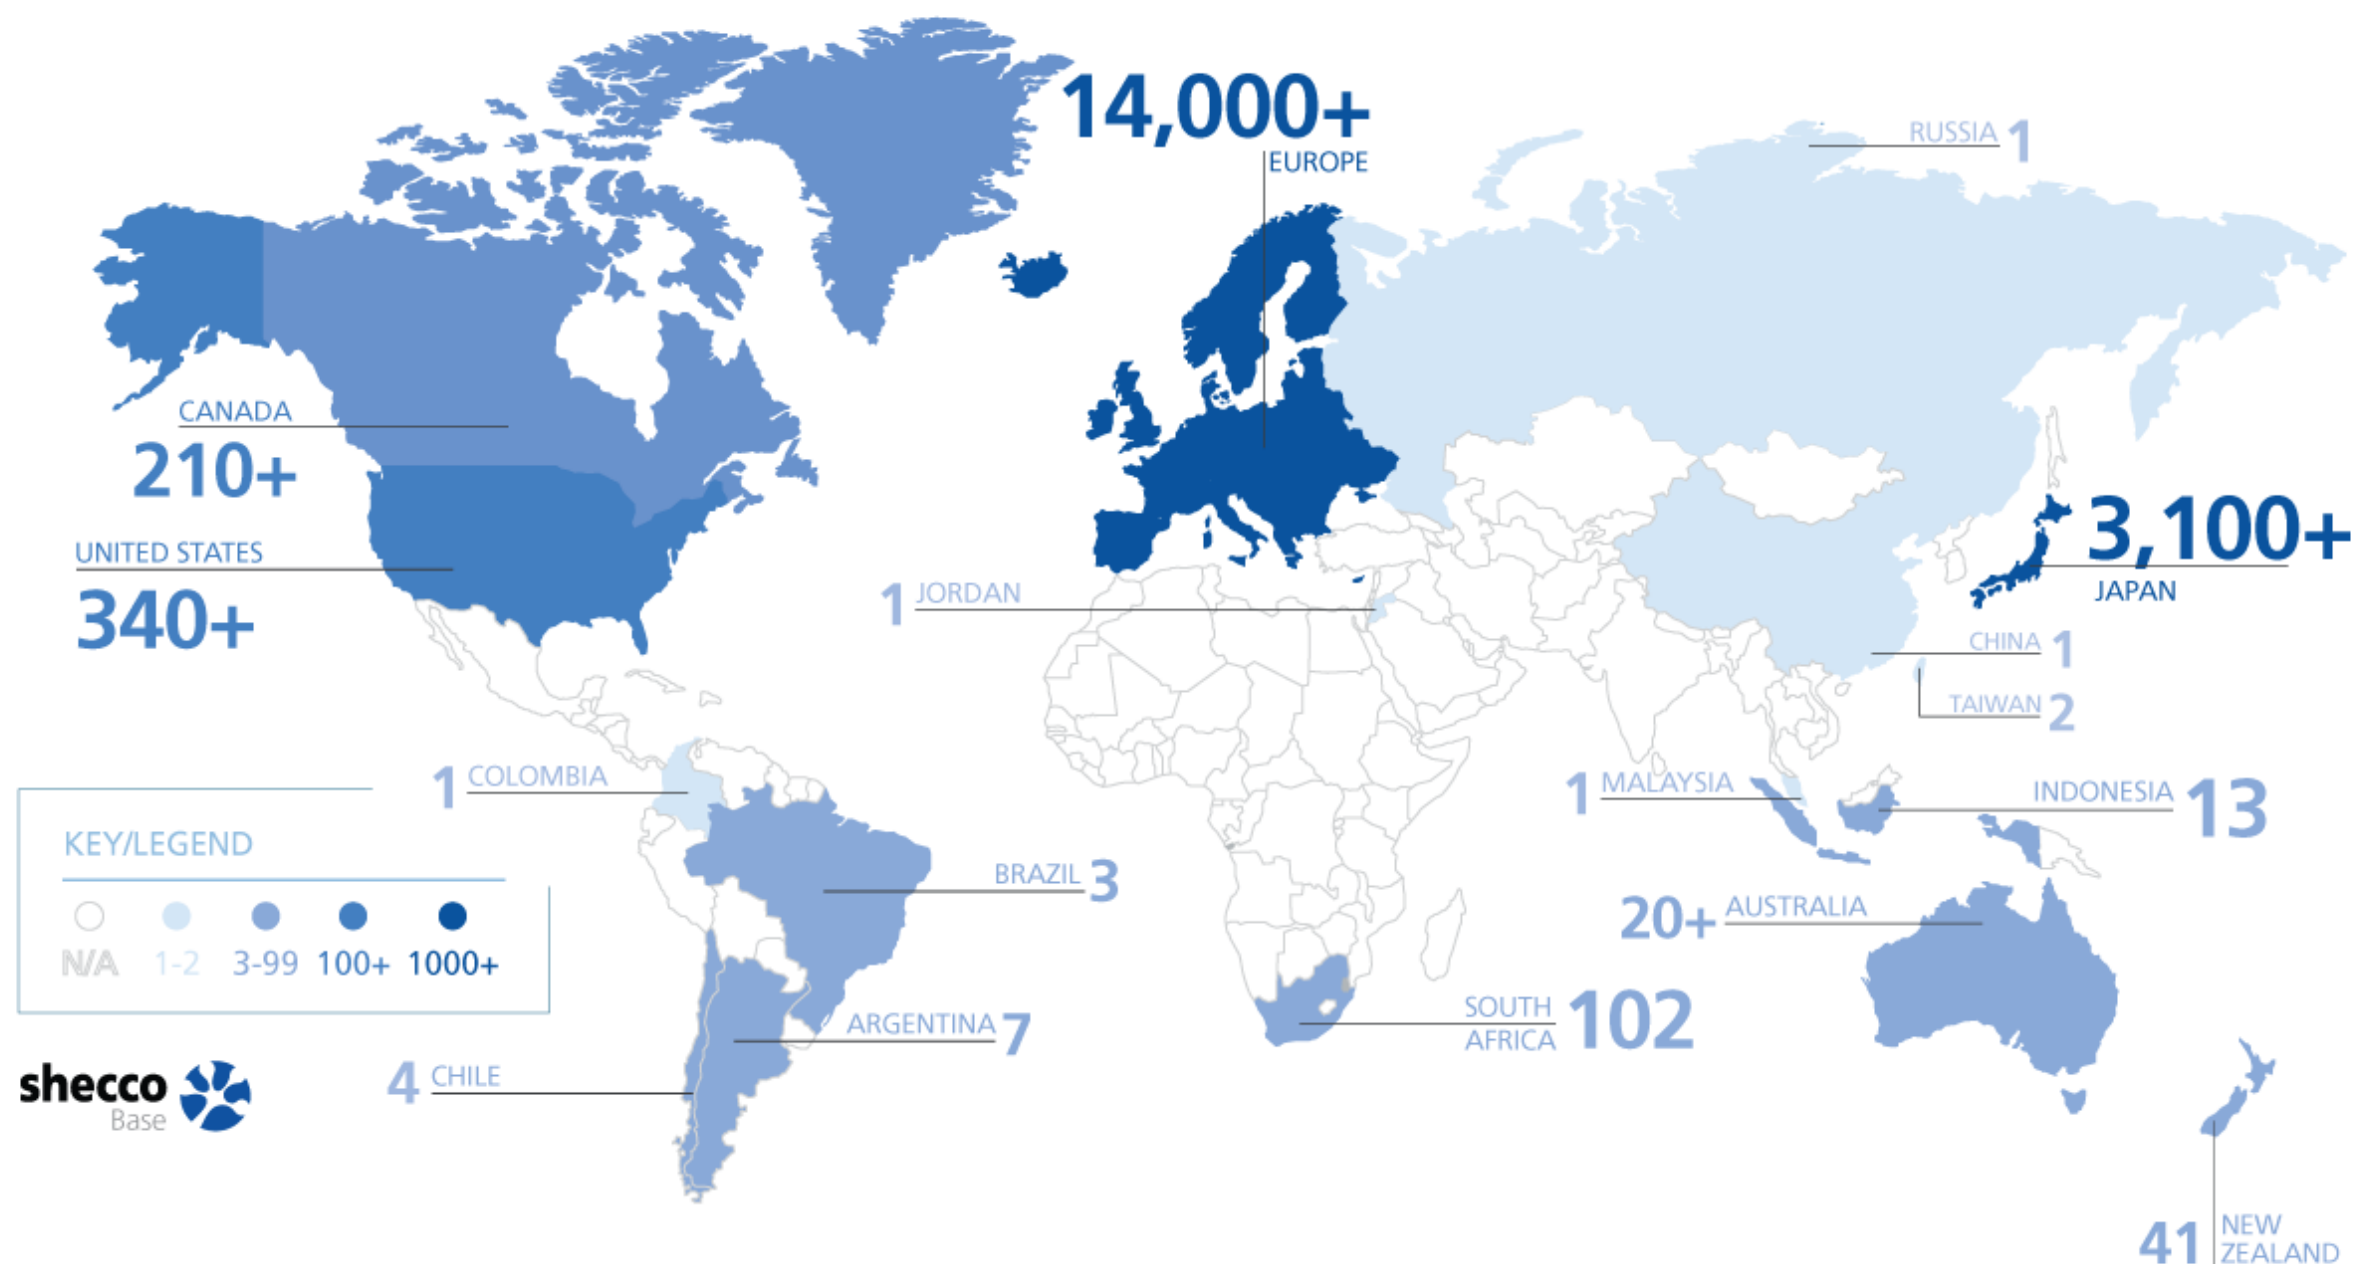 14,000+
EUROPE
RUSSIA 1
CANADA
210+
UNITED STATES
340+
3,100+
JAPAN
1 JORDAN
CHINA 1
TAIWAN 2
1 COLOMBIA
1 MALAYSIA
INDONESIA 13
BRAZIL 3
20+ AUSTRALIA
SOUTH
AFRICA 102
ARGENTINA 7
4 CHILE
41 NEW
ZEALAND
KEY/LEGEND
N/A 1-2 3-99 100+ 1000+
shecco
Base